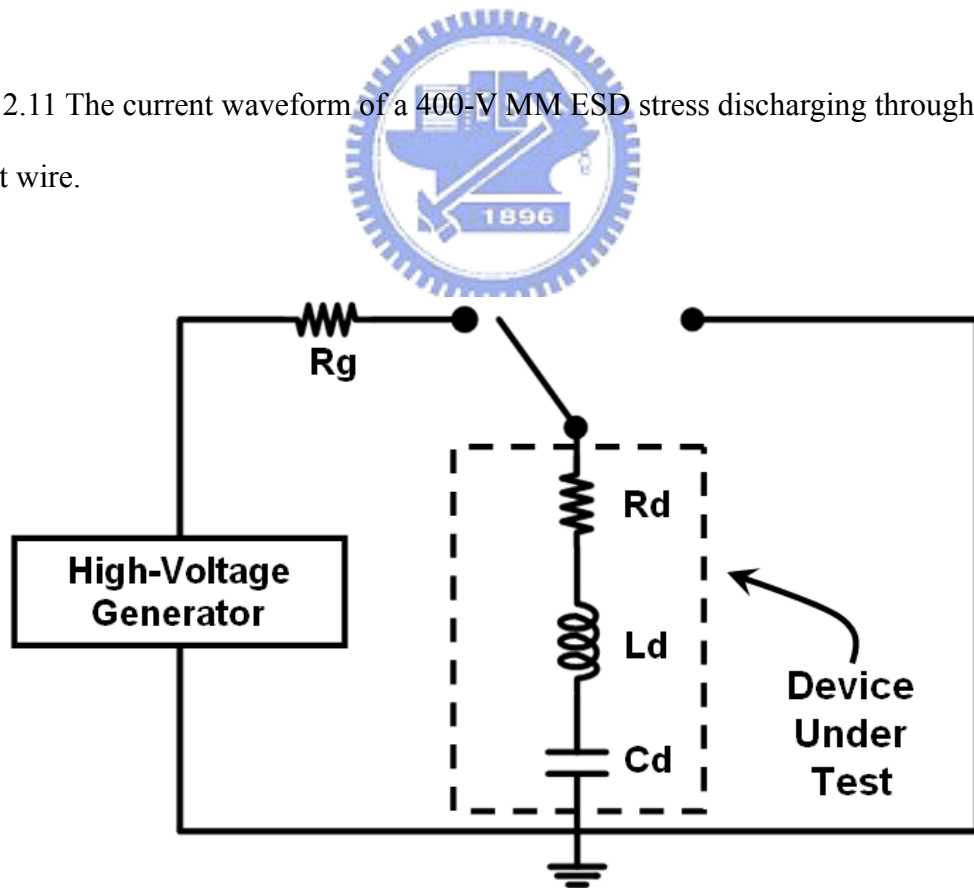 2.11 The current waveform of a 400-V MM ESD stress discharging through
t wire.
1896
Rg
Rd
High-Voltage
Generator
Ld
Device
Under
Test
Cd